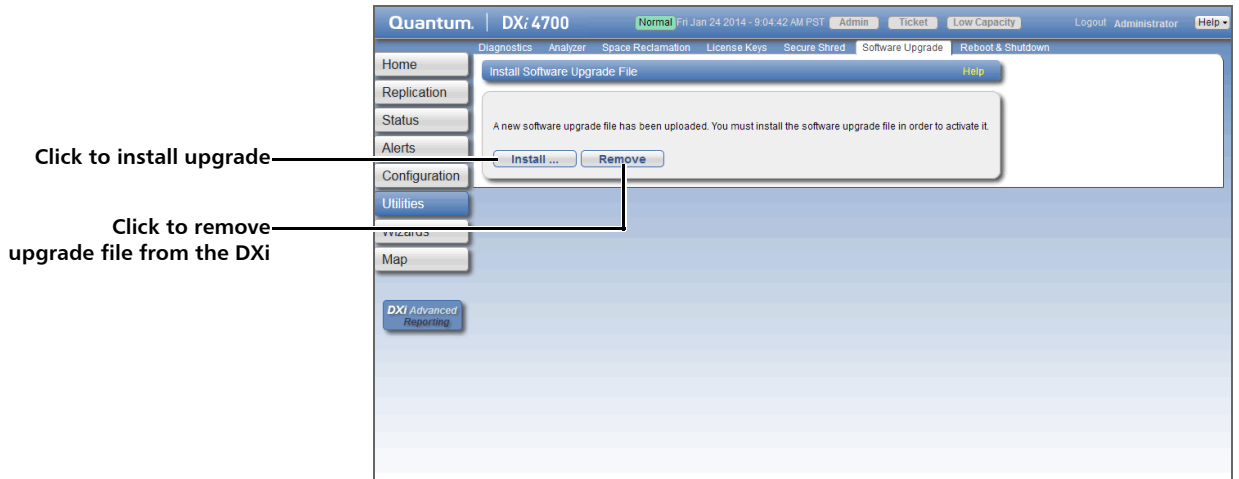 Quantum. DXi 4700 Normal Fri Jan 24 2014 - 9:04:42 AM PST Admin Ticket Low Capacity Logout Administrator Help
Diagnostics Analyzer Space Reclamation License Keys Secure Shred Software Upgrade Reboot & Shutdown
Home
Replication
Status
Alerts
Configuration
Utilities
Wizards
Map
DXi Advanced
Reporting
Install Software Upgrade File Help
A new software upgrade file has been uploaded. You must install the software upgrade file in order to activate it.
Install ... Remove
Click to install upgrade
Click to remove
upgrade file from the DXi